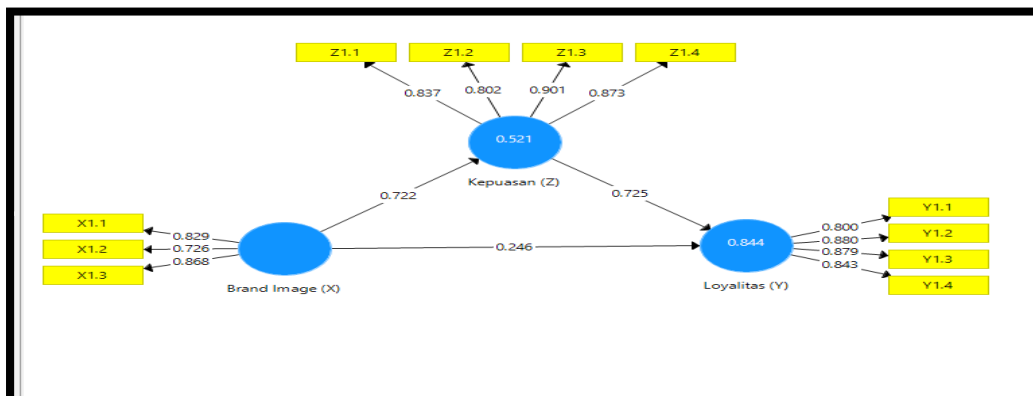 Z1.1 Z1.2 Z1.3 Z1.4
0.837 0.802 0.901 0.873
0.521
Kepuasan (Z)
0.722 0.725
X1.1
X1.2
X1.3
0.829
0.726
0.868
Brand Image (X)
0.246
0.844
Loyalitas (Y)
0.800
0.880
0.879
0.843
Y1.1
Y1.2
Y1.3
Y1.4